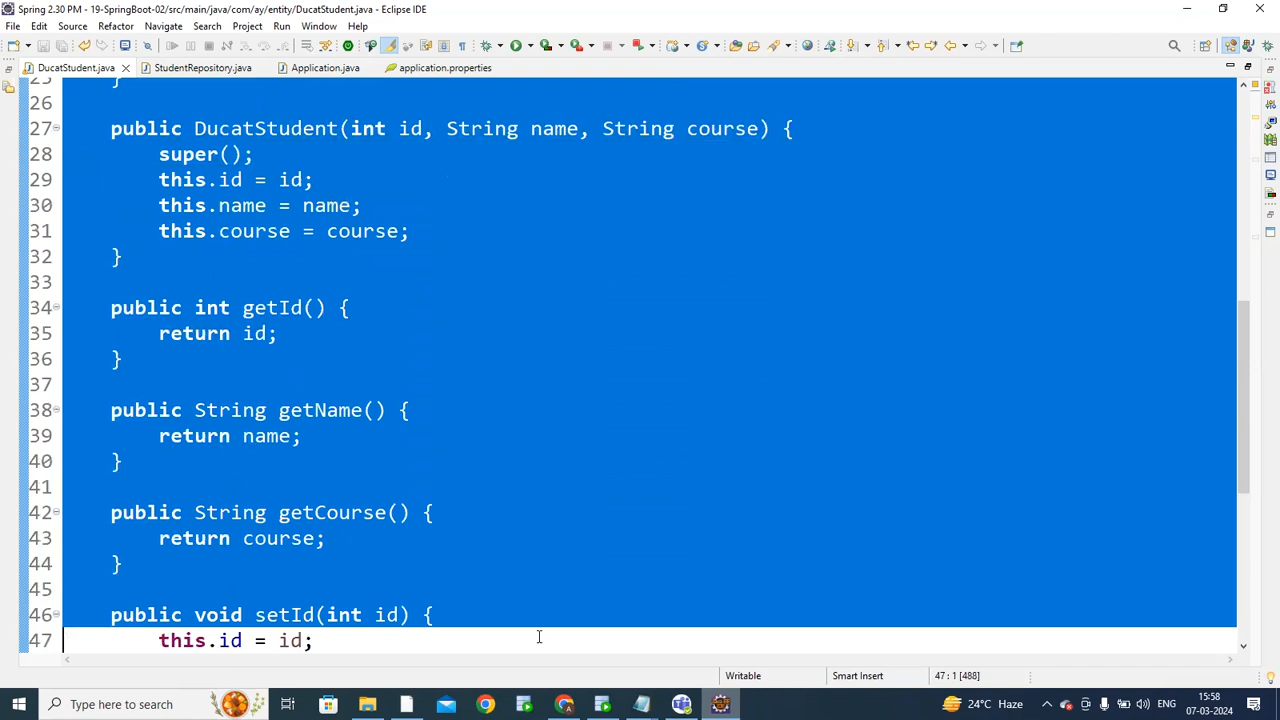 Spring 2.30 PM - 19-SpringBoot-02/src/main/java/com/ay/entity/DucatStudent.java - Eclipse IDE
File Edit Source Refactor Navigate Search Project Run Window Help
DucatStudent.java StudentRepository.java Application.java application.properties
25 }
26
27 public DucatStudent(int id, String name, String course) {
28 super();
29 this.id = id;
30 this.name = name;
31 this.course = course;
32 }
33
34 public int getId() {
35 return id;
36 }
37
38 public String getName() {
39 return name;
40 }
41
42 public String getCourse() {
43 return course;
44 }
45
46 public void setId(int id) {
47 this.id = id;
Writable Smart Insert 47 : 1 [488]
Type here to search 24°C Haze ENG 15:58
07-03-2024